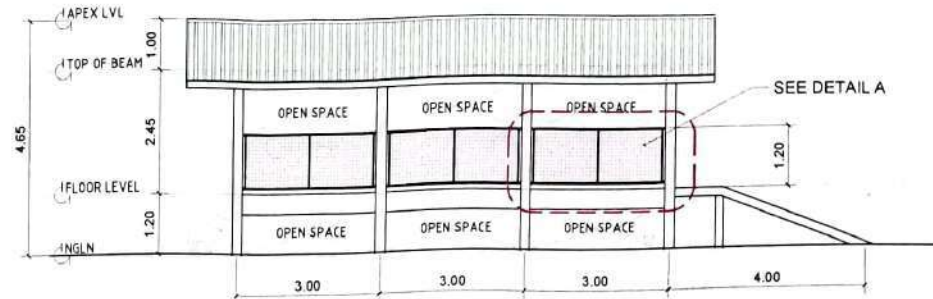 APEX LVL
1.00
TOP OF BEAM
4.65
2.45
OPEN SPACE OPEN SPACE OPEN SPACE
SEE DETAIL A
1.20
FLOOR LEVEL
1.20
OPEN SPACE OPEN SPACE OPEN SPACE
NGLN
3.00 3.00 3.00 4.00